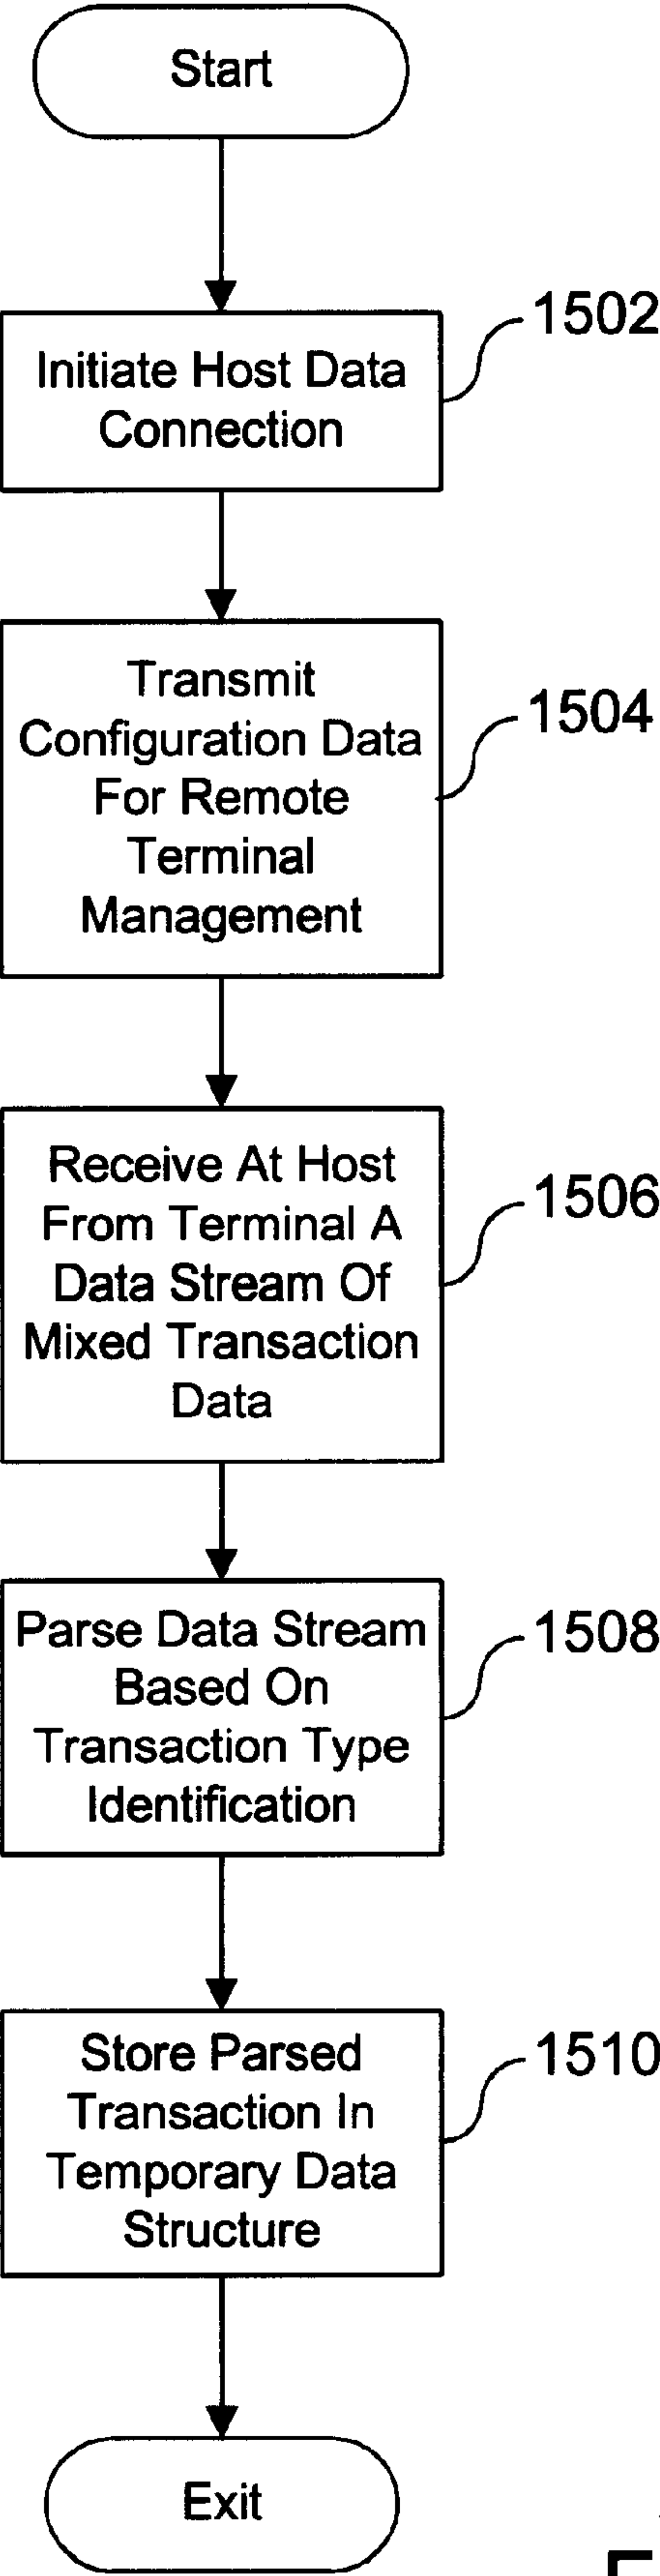 Start
1502
Initiate Host Data
Connection
1504
Transmit
Configuration Data
For Remote
Terminal
Management
1506
Receive At Host
From Terminal A
Data Stream Of
Mixed Transaction
Data
1508
Parse Data Stream
Based On
Transaction Type
Identification
1510
Store Parsed
Transaction In
Temporary Data
Structure
Exit